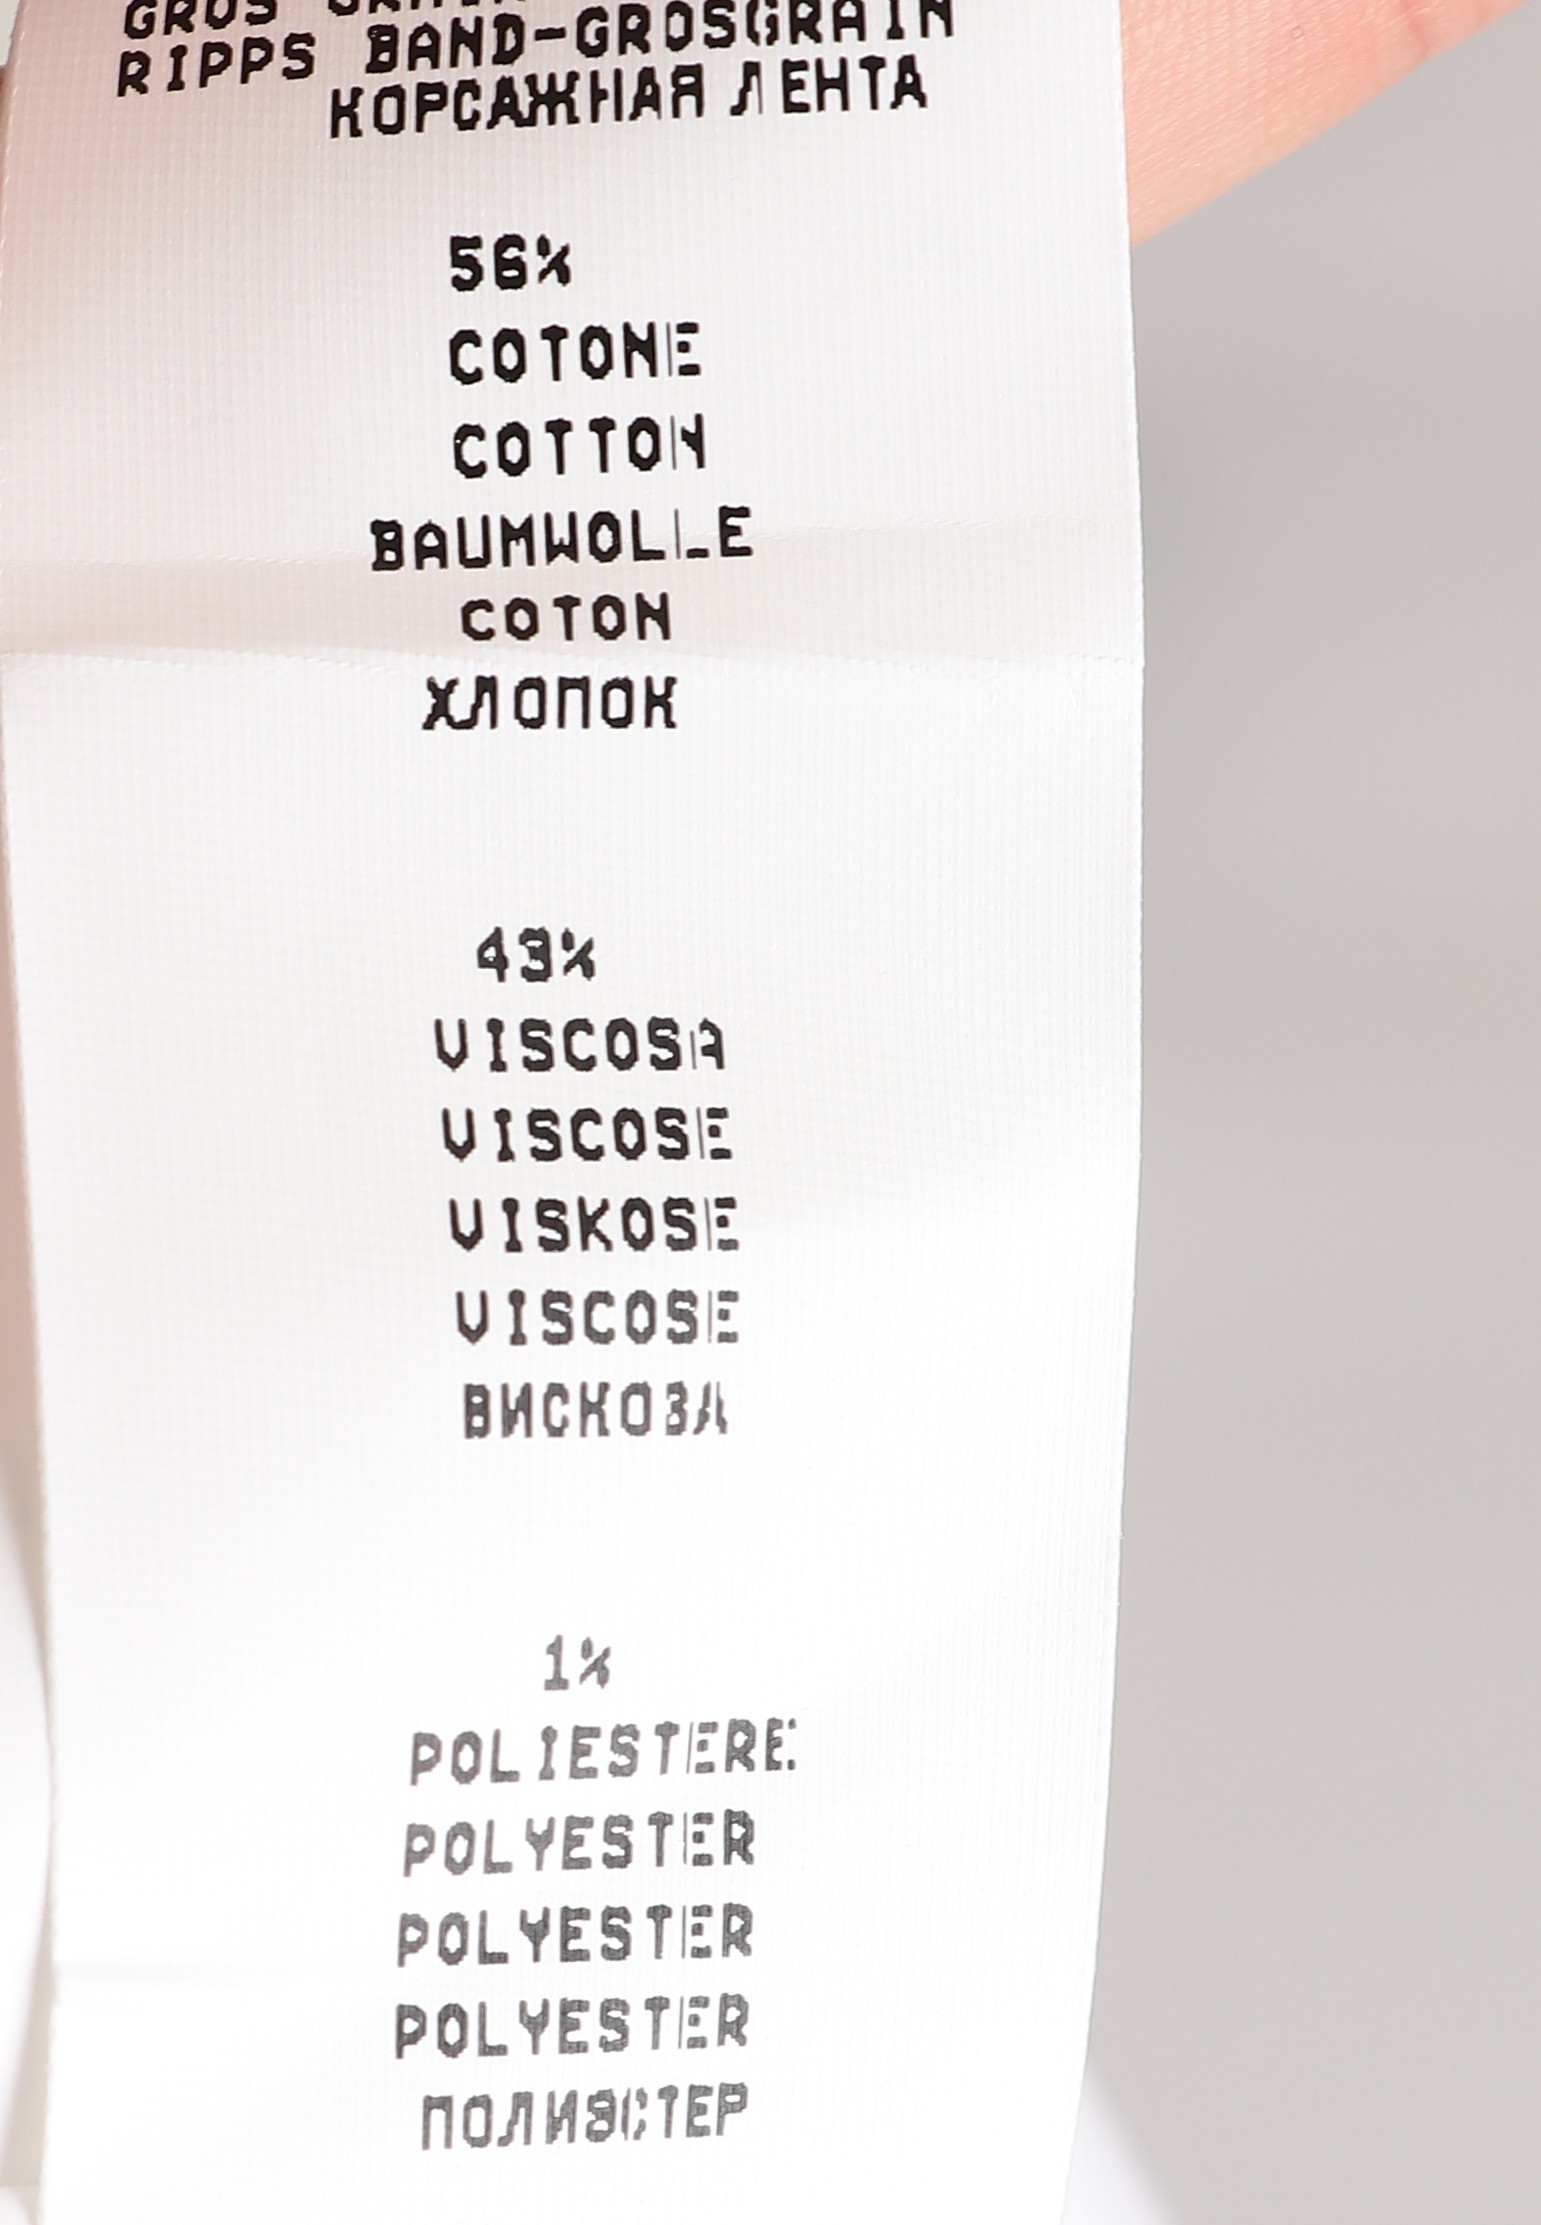 GROS
RIPPS BAND-GROSGRAIN
КОРСАЖНАЯ ЛЕНТА
56%
COTONE
COTTON
BAUMWOLLE
COTON
ХЛОПОК
43%
VISCOSA
VISCOSE
VISKOSE
VISCOSE
ВИСКОЗА
1%
POLIESTERE
POLYESTER
POLYESTER
POLYESTER
ПОЛИЭСТЕР